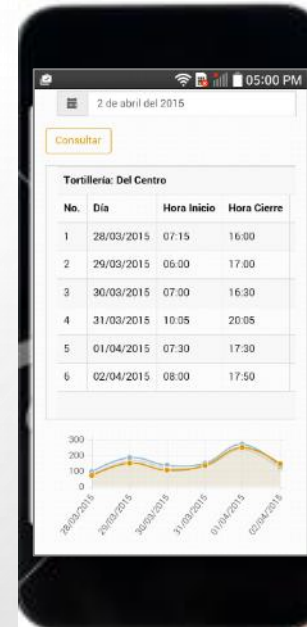 05:00 PM
2 de abril del 2015
Consultar
Tortillería: Del Centro
No. Día Hora Inicio Hora Cierre
1 28/03/2015 07:15 16:00
2 29/03/2015 06:00 17:00
3 30/03/2015 07:00 16:30
4 31/03/2015 10:05 20:05
5 01/04/2015 07:30 17:30
6 02/04/2015 08:00 17:50
300
200
100
0
28/03/2015 29/03/2015 30/03/2015 31/03/2015 01/04/2015 02/04/2015